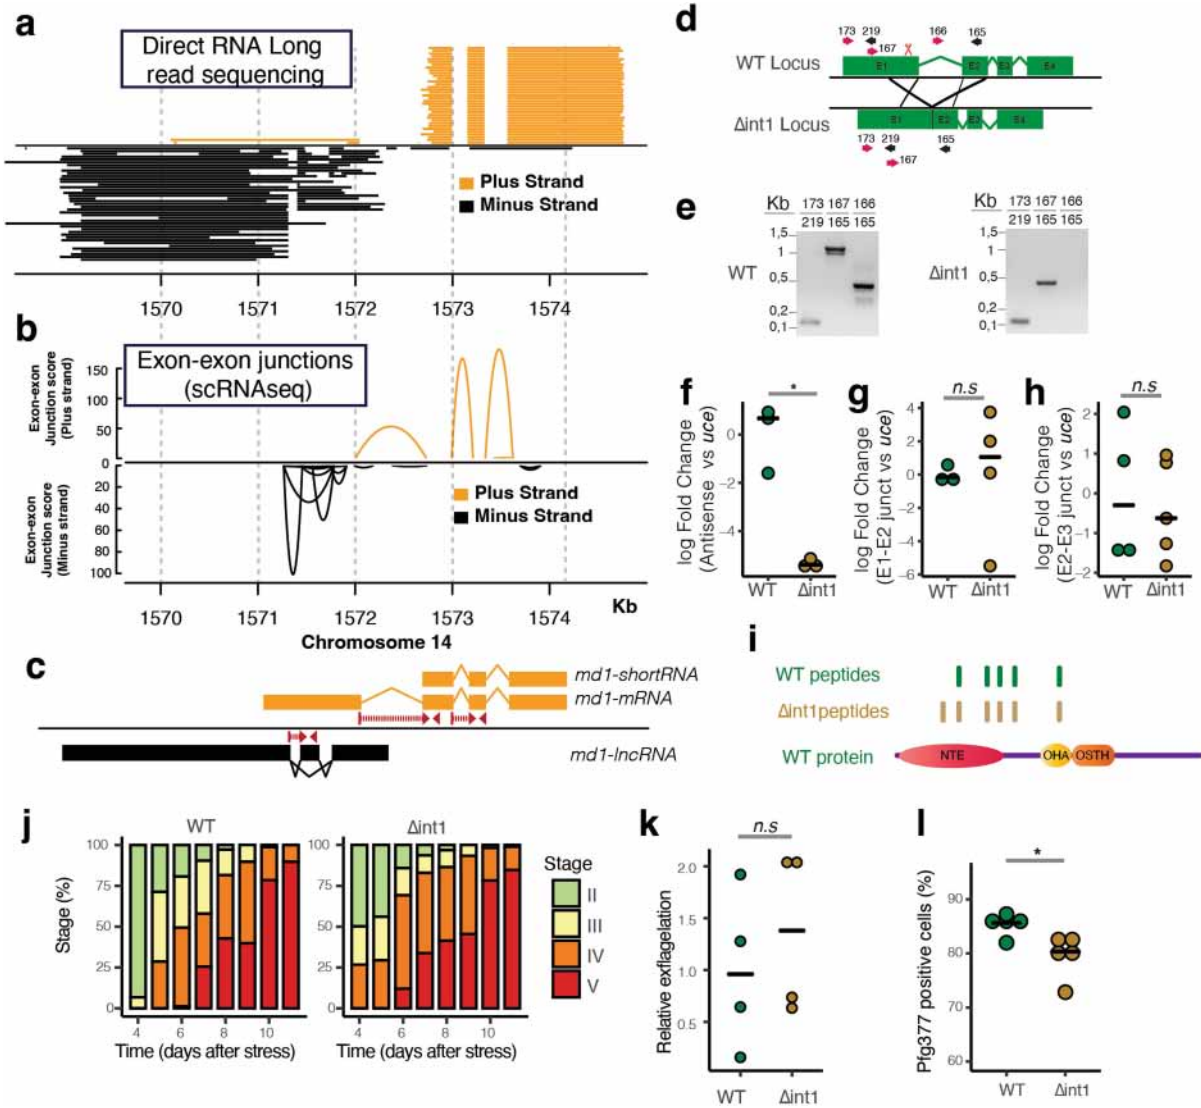 a
Direct RNA Long
read sequencing
Plus Strand
Minus Strand
1570 1571 1572 1573 1574
b
Exon-exon junctions
(scRNAseq)
Exon-exon
Junction score
(Plus strand)
150
100
50
0
20
40
60
80
100
Exon-exon
Junction score
(Minus strand)
Plus Strand
Minus Strand
1570 1571 1572 1573 1574
Kb
Chromosome 14
c
md1-shortRNA
md1-mRNA
md1-lncRNA
d
173 219 166 165
167
WT Locus
E1 E2 E3 E4
Δint1 Locus
E1 E2 E3 E4
173 219 165
167
e
Kb 173 167 166
219 165 165
1,5
1
0,5
0,2
0,1
WT
Kb 173 167 166
219 165 165
1,5
1
0,5
0,2
0,1
Δint1
f
*
log Fold Change
(Antisense vs uce)
0
−2
−4
WT Δint1
g
n.s
log Fold Change
(E1-E2 junct vs uce)
4
2
0
−2
−4
−6
WT Δint1
h
n.s
log Fold Change
(E2-E3 junct vs uce)
2
1
0
−1
−2
WT Δint1
i
WT peptides
Δint1peptides
WT protein
NTE OHA OSTH
j
WT Δint1
Stage (%)
100
75
50
25
0
4 6 8 10
Time (days after stress)
100
75
50
25
0
4 6 8 10
Time (days after stress)
Stage
II
III
IV
V
k
n.s
Relative exflagelation
2.0
1.5
1.0
0.5
WT Δint1
l
*
Pfg377 positive cells (%)
90
80
70
60
WT Δint1